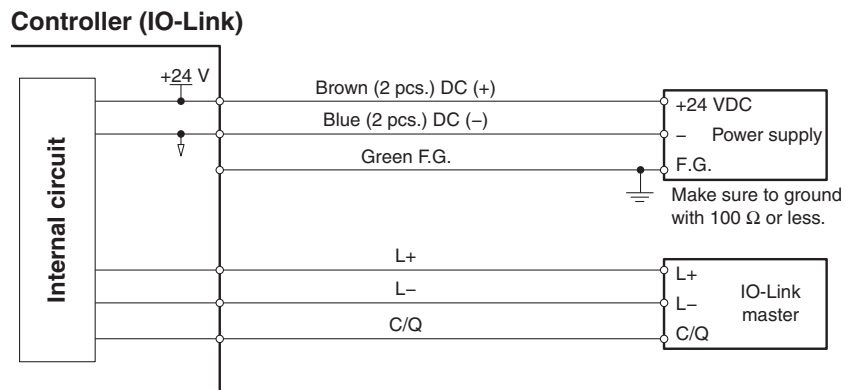 Controller (IO-Link)
+24 V
Brown (2 pcs.) DC (+)
Blue (2 pcs.) DC (−)
Green F.G.
+24 VDC
− Power supply
F.G.
Make sure to ground
with 100 Ω or less.
Internal circuit
L+
L−
C/Q
L+
L−
C/Q
IO-Link
master